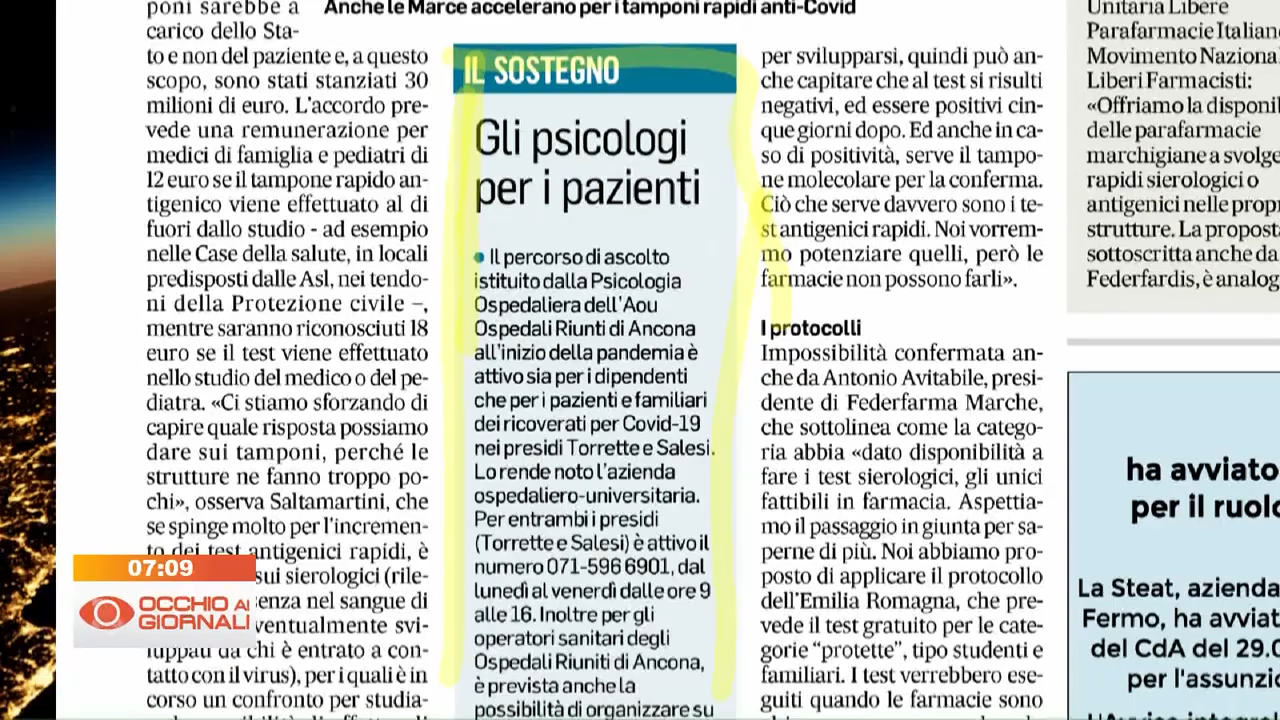 Anche le Marce accelerano per i tamponi rapidi anti-Covid
poni sarebbe a
carico dello Sta-
to e non del paziente e, a questo
scopo, sono stati stanziati 30
milioni di euro. L'accordo pre-
vede una remunerazione per
medici di famiglia e pediatri di
12 euro se il tampone rapido an-
tigenico viene effettuato al di
fuori dallo studio - ad esempio
nelle Case della salute, in locali
predisposti dalle Asl, nei tendo-
ni della Protezione civile –,
mentre saranno riconosciuti 18
euro se il test viene effettuato
nello studio del medico o del pe-
diatra. «Ci stiamo sforzando di
capire quale risposta possiamo
dare sui tamponi, perché le
strutture ne fanno troppo po-
chi», osserva Saltamartini, che
se spinge molto per l'incremen-
to dei test antigenici rapidi, è
sui sierologici (rile-
enza nel sangue di
ventualmente svi-
luppati da chi è entrato a con-
tatto con il virus), per i quali è in
corso un confronto per studia-
IL SOSTEGNO
Gli psicologi
per i pazienti
• Il percorso di ascolto
istituito dalla Psicologia
Ospedaliera dell'Aou
Ospedali Riunti di Ancona
all'inizio della pandemia è
attivo sia per i dipendenti
che per i pazienti e familiari
dei ricoverati per Covid-19
nei presidi Torrette e Salesi.
Lo rende noto l'azienda
ospedaliero-universitaria.
Per entrambi i presidi
(Torrette e Salesi) è attivo il
numero 071-596 6901, dal
lunedì al venerdì dalle ore 9
alle 16. Inoltre per gli
operatori sanitari degli
Ospedali Riuniti di Ancona,
è prevista anche la
possibilità di organizzare su
per svilupparsi, quindi può an-
che capitare che al test si risulti
negativi, ed essere positivi cin-
que giorni dopo. Ed anche in ca-
so di positività, serve il tampo-
ne molecolare per la conferma.
Ciò che serve davvero sono i te-
st antigenici rapidi. Noi vorrem-
mo potenziare quelli, però le
farmacie non possono farli».
I protocolli
Impossibilità confermata an-
che da Antonio Avitabile, presi-
dente di Federfarma Marche,
che sottolinea come la catego-
ria abbia «dato disponibilità a
fare i test sierologici, gli unici
fattibili in farmacia. Aspettia-
mo il passaggio in giunta per sa-
perne di più. Noi abbiamo pro-
posto di applicare il protocollo
dell'Emilia Romagna, che pre-
vede il test gratuito per le cate-
gorie "protette", tipo studenti e
familiari. I test verrebbero ese-
guiti quando le farmacie sono
Unitaria Libere
Parafarmacie Italiane
Movimento Naziona
Liberi Farmacisti:
«Offriamo la disponi
delle parafarmacie
marchigiane a svolge
rapidi sierologici o
antigenici nelle propr
strutture. La proposta
sottoscritta anche da
Federfardis, è analog
ha avviato
per il ruolo
La Steat, azienda
Fermo, ha avviat
del CdA del 29.0
per l'assunzio
07:09
OCCHIO AI
GIORNALI